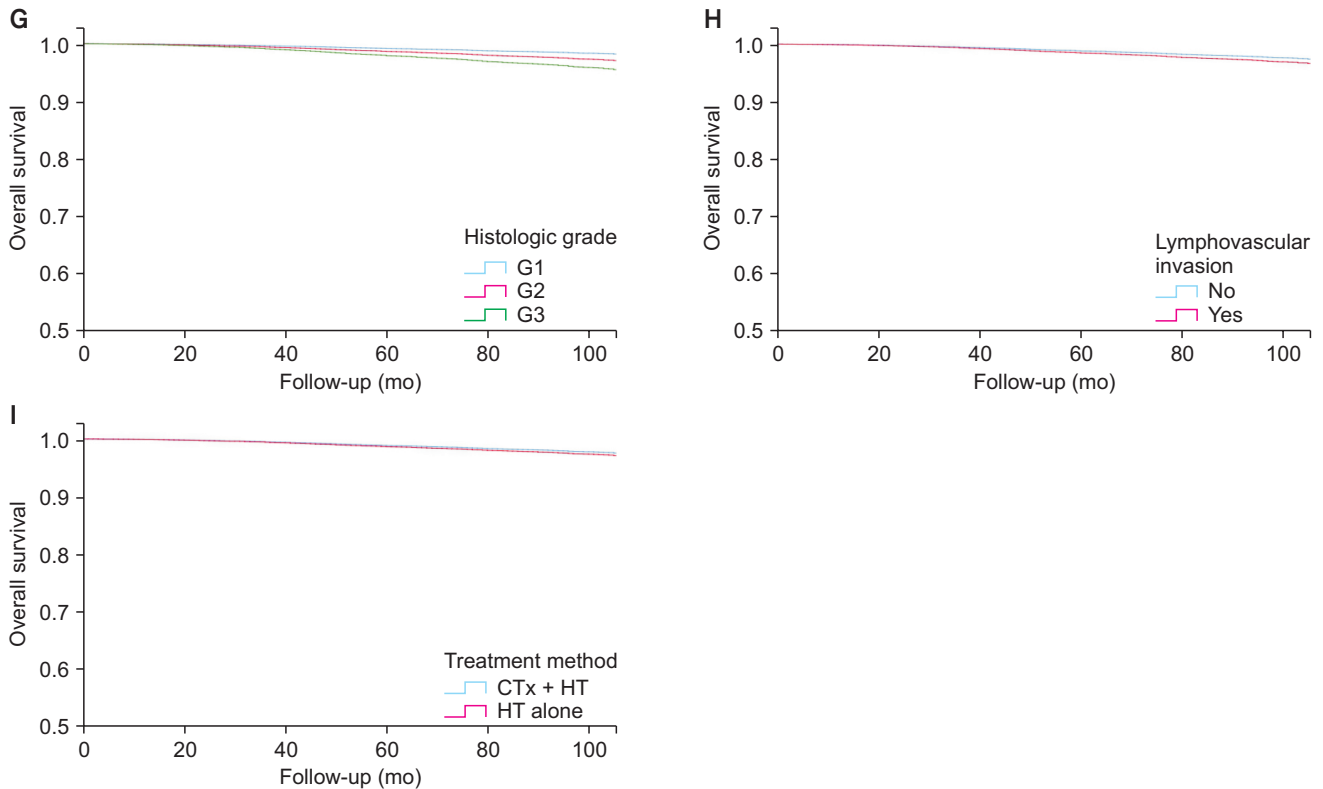 G
1.0
0.9
0.8
0.7
0.6
0.5
Overall survival
Histologic grade
G1
G2
G3
0 20 40 60 80 100
Follow-up (mo)
H
1.0
0.9
0.8
0.7
0.6
0.5
Overall survival
Lymphovascular
invasion
No
Yes
0 20 40 60 80 100
Follow-up (mo)
I
1.0
0.9
0.8
0.7
0.6
0.5
Overall survival
Treatment method
CTx + HT
HT alone
0 20 40 60 80 100
Follow-up (mo)